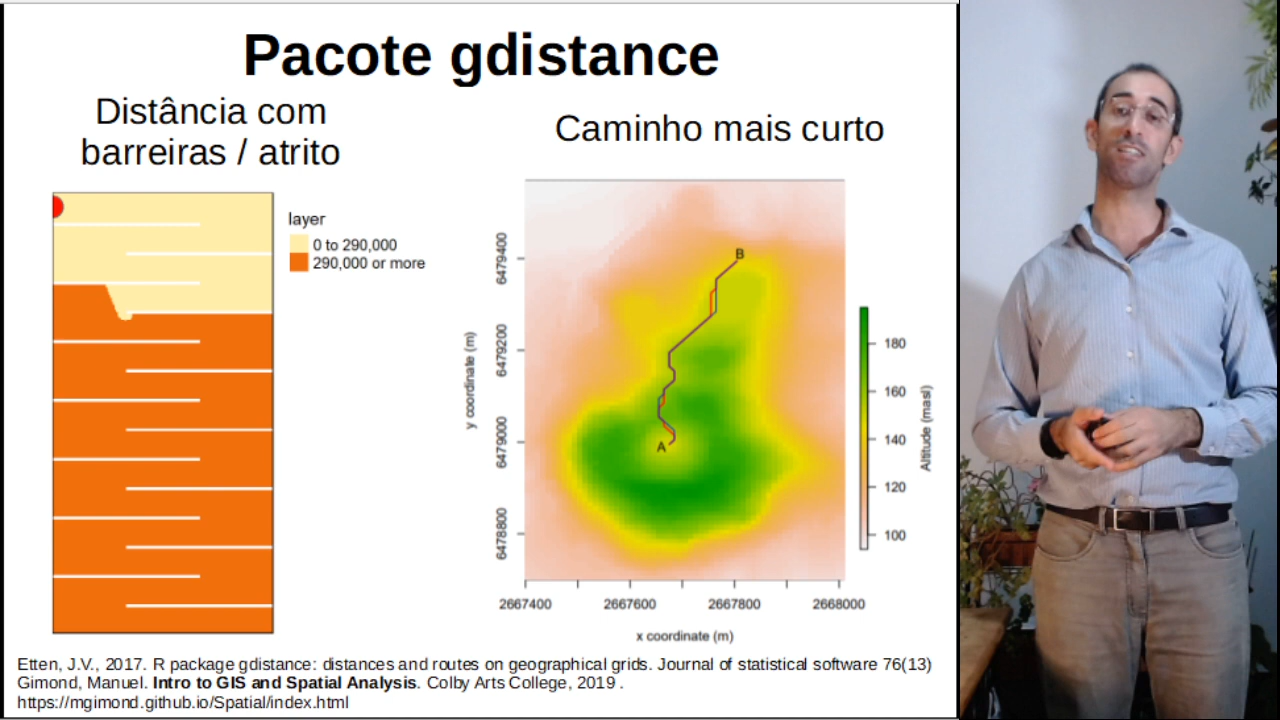 Pacote gdistance
Distância com
barreiras / atrito
Caminho mais curto
layer
0 to 290,000
290,000 or more
B
A
6479400
6479200
6479000
6478800
y coordinate (m)
2667400
2667600
2667800
2668000
x coordinate (m)
180
160
140
120
100
Altitude (masl)
Etten, J.V., 2017. R package gdistance: distances and routes on geographical grids. Journal of statistical software 76(13)
Gimond, Manuel. Intro to GIS and Spatial Analysis. Colby Arts College, 2019 .
https://mgimond.github.io/Spatial/index.html